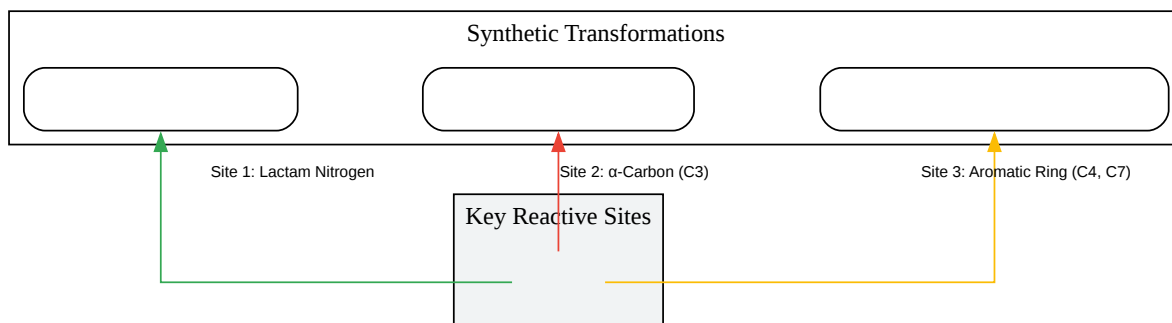 Synthetic Transformations
Site 1: Lactam Nitrogen
Site 2: α-Carbon (C3)
Site 3: Aromatic Ring (C4, C7)
Key Reactive Sites